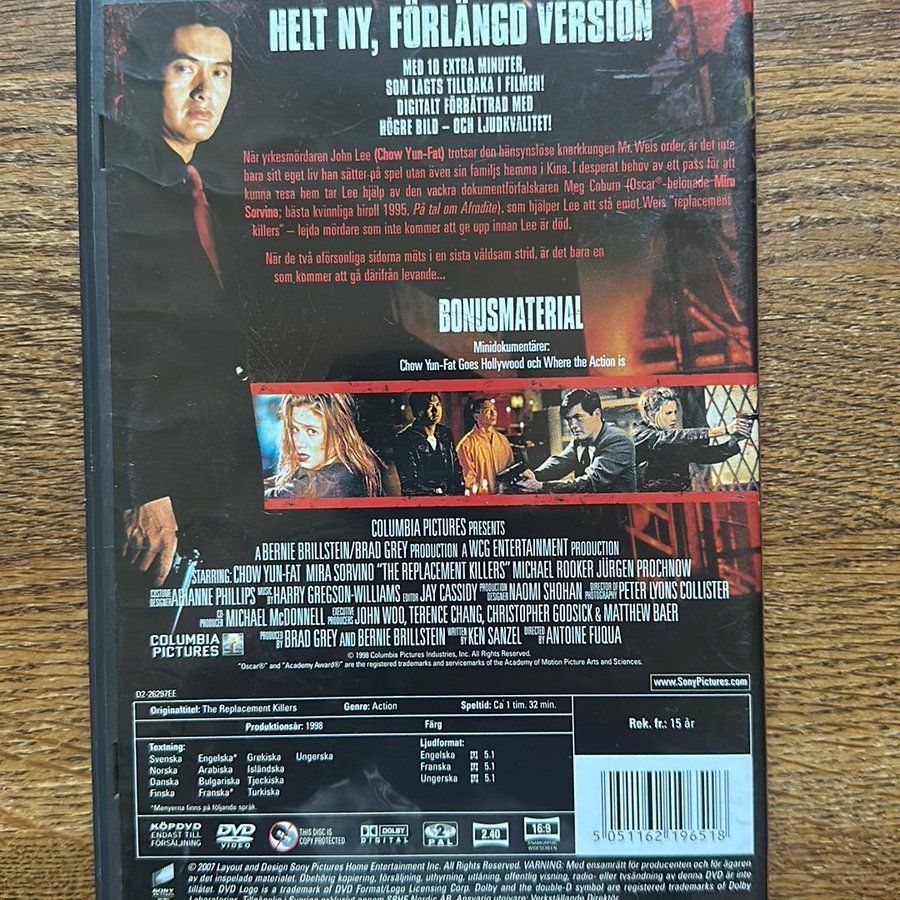 HELT NY, FÖRLÄNGD VERSION
MED 10 EXTRA MINUTER,
SOM LAGTS TILLBAKA I FILMEN!
DIGITALT FÖRBÄTTRAD MED
HÖGRE BILD – OCH LJUDKVALITET!
När yrkesmördaren John Lee (Chow Yun-Fat) trotsar den hänsynslöse knarkkungen Mr. Weis order, är det inte
bara sitt eget liv han sätter på spel utan även sin familjs hemma i Kina. I desperat behov av ett pass för att
kunna resa hem tar Lee hjälp av den vackra dokumentförfalskaren Meg Coburn (Oscar®-belönade Mira
Sorvino; bästa kvinnliga biroll 1995, På tal om Afrodite), som hjälper Lee att stå emot Weis "replacement
killers" – lejda mördare som inte kommer att ge upp innan Lee är död.
När de två oförsonliga sidorna möts i en sista våldsam strid, är det bara en
som kommer att gå därifrån levande...
BONUSMATERIAL
Minidokumentärer:
Chow Yun-Fat Goes Hollywood och Where the Action is
COLUMBIA PICTURES PRESENTS
A BERNIE BRILLSTEIN/BRAD GREY PRODUCTION A WCG ENTERTAINMENT PRODUCTION
STARRING: CHOW YUN-FAT MIRA SORVINO "THE REPLACEMENT KILLERS" MICHAEL ROOKER JÜRGEN PROCHNOW
COSTUME DESIGNER ARIANNE PHILLIPS MUSIC BY HARRY GREGSON-WILLIAMS EDITOR JAY CASSIDY PRODUCTION DESIGNER NAOMI SHOHAN DIRECTOR OF PHOTOGRAPHY PETER LYONS COLLISTER
CO-PRODUCER MICHAEL McDONNELL EXECUTIVE PRODUCERS JOHN WOO, TERENCE CHANG, CHRISTOPHER GODSICK & MATTHEW BAER
PRODUCED BY BRAD GREY AND BERNIE BRILLSTEIN WRITTEN BY KEN SANZEL DIRECTED BY ANTOINE FUQUA
COLUMBIA
PICTURES
© 1998 Columbia Pictures Industries, Inc. All Rights Reserved.
"Oscar®" and "Academy Award®" are the registered trademarks and servicemarks of the Academy of Motion Picture Arts and Sciences.
www.SonyPictures.com
D2-26297EE
Originaltitel: The Replacement Killers Genre: Action Speltid: Ca 1 tim. 32 min.
Produktionsår: 1998 Färg
Rek. fr.: 15 år
Textning:
Svenska Engelska* Grekiska Ungerska
Norska Arabiska Isländska
Danska Bulgariska Tjeckiska
Finska Franska* Turkiska
*Menyerna finns på följande språk.
Ljudformat:
Engelska 5.1
Franska 5.1
Ungerska 5.1
5 051162 196518
KÖPDVD
ENDAST TILL
FÖRSÄLJNING
DVD
VIDEO
THIS DISC IS
COPY PROTECTED.
DOLBY
DIGITAL
2
PAL
2.40
16:9
ANAMORPHIC
WIDESCREEN
SONY
© 2007 Layout and Design Sony Pictures Home Entertainment Inc. All Rights Reserved. VARNING: Med ensamrätt för producenten och för ägaren
av det inspelade materialet. Obehörig kopiering, försäljning, uthyrning, utlåning, offentlig visning, radio- eller tvsändning av denna DVD är inte
tillåtet. DVD Logo is a trademark of DVD Format/Logo Licensing Corp. Dolby and the double-D symbol are registered trademarks of Dolby
Laboratories. Tillgänglig i Sverige exklusivt genom SPHE Nordic AB. Ansvarig utgivare: Verkställande Direktör.